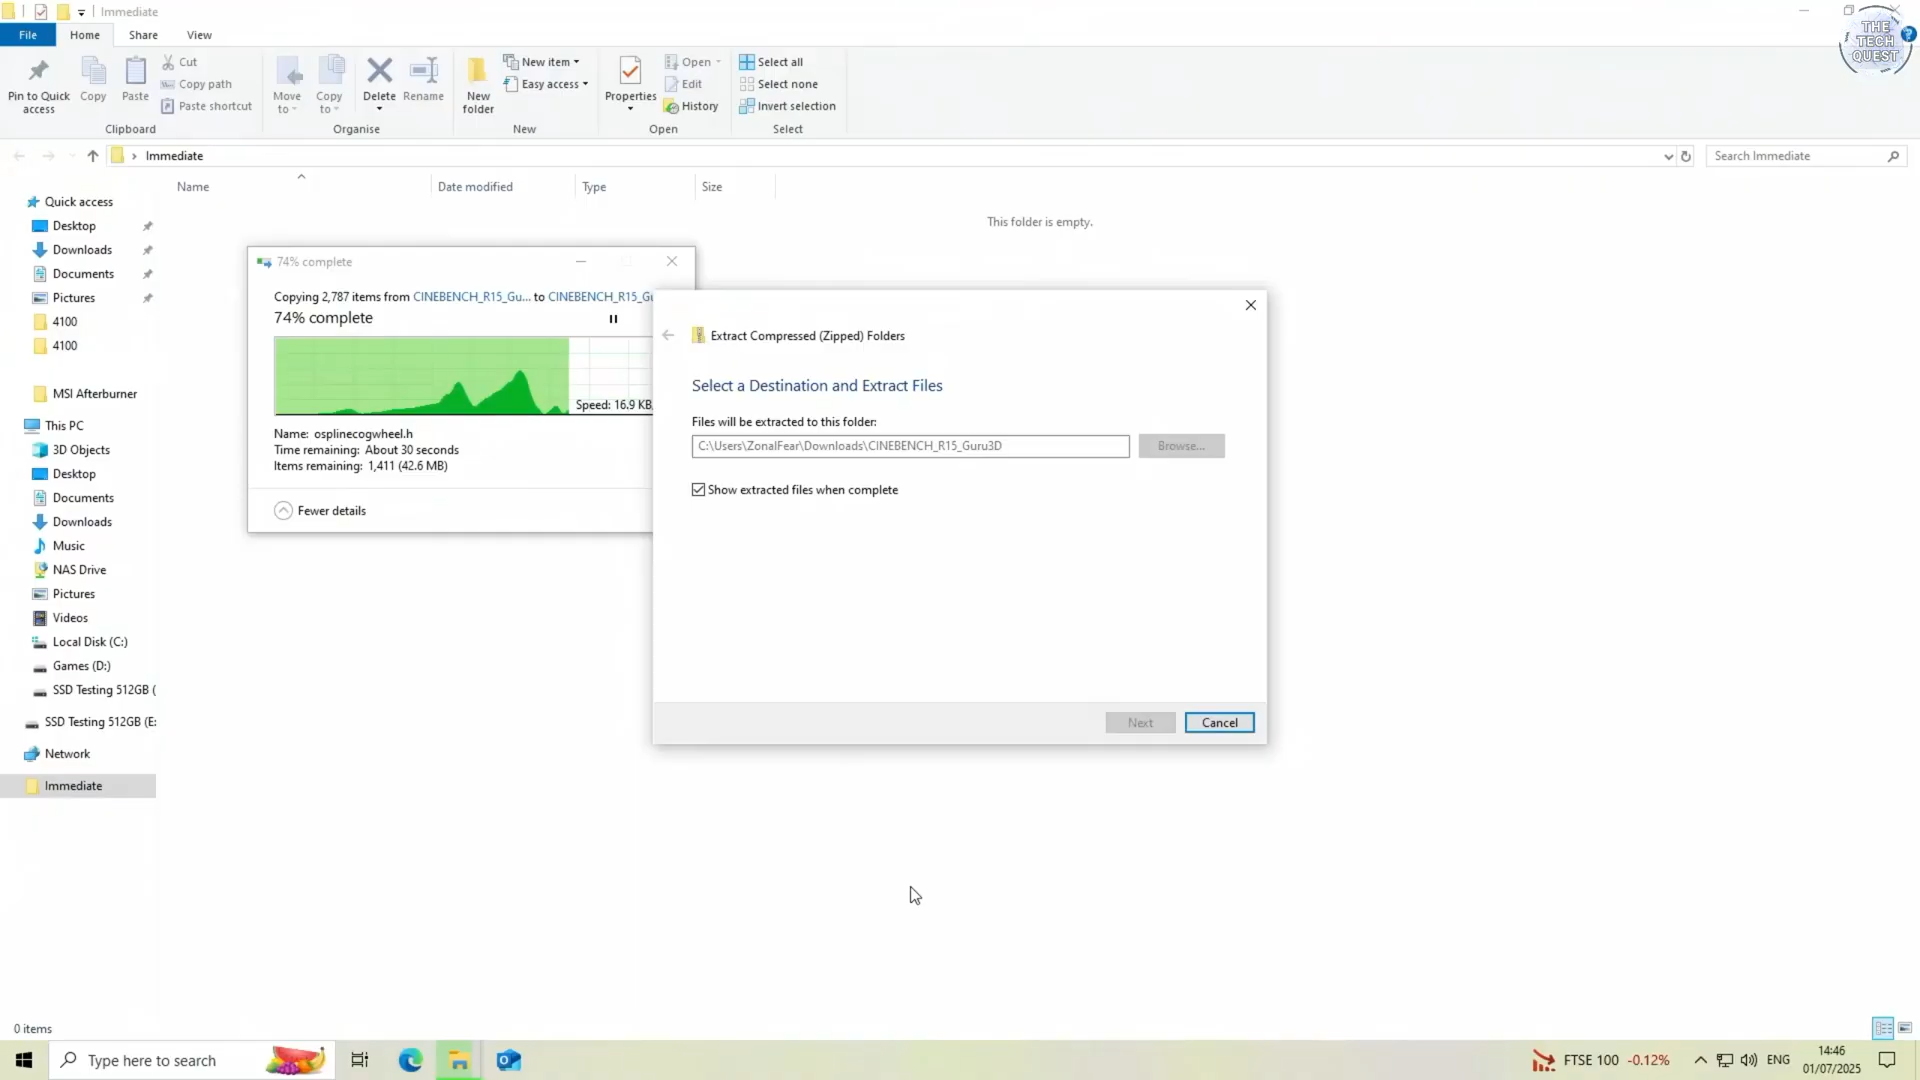 Immediate
File
Home
Share
View
THE
TECH
QUEST
Pin to Quick
access
Copy
Paste
Cut
Copy path
Paste shortcut
Clipboard
Move
to
Copy
to
Delete
Rename
Organise
New
folder
New item
Easy access
New
Properties
Open
Edit
History
Open
Select all
Select none
Invert selection
Select
Immediate
Search Immediate
Name
Date modified
Type
Size
This folder is empty.
Quick access
Desktop
Downloads
Documents
Pictures
4100
4100
MSI Afterburner
This PC
3D Objects
Desktop
Documents
Downloads
Music
NAS Drive
Pictures
Videos
Local Disk (C:)
Games (D:)
SSD Testing 512GB (
SSD Testing 512GB (E:
Network
Immediate
74% complete
Copying 2,787 items from CINEBENCH_R15_Gu... to CINEBENCH_R15_Gu
74% complete
Speed: 16.9 KB
Name: osplinecogwheel.h
Time remaining: About 30 seconds
Items remaining: 1,411 (42.6 MB)
Fewer details
Extract Compressed (Zipped) Folders
Select a Destination and Extract Files
Files will be extracted to this folder:
C:\Users\ZonalFear\Downloads\CINEBENCH_R15_Guru3D
Browse...
Show extracted files when complete
Next
Cancel
0 items
Type here to search
FTSE 100 -0.12%
ENG
14:46
01/07/2025